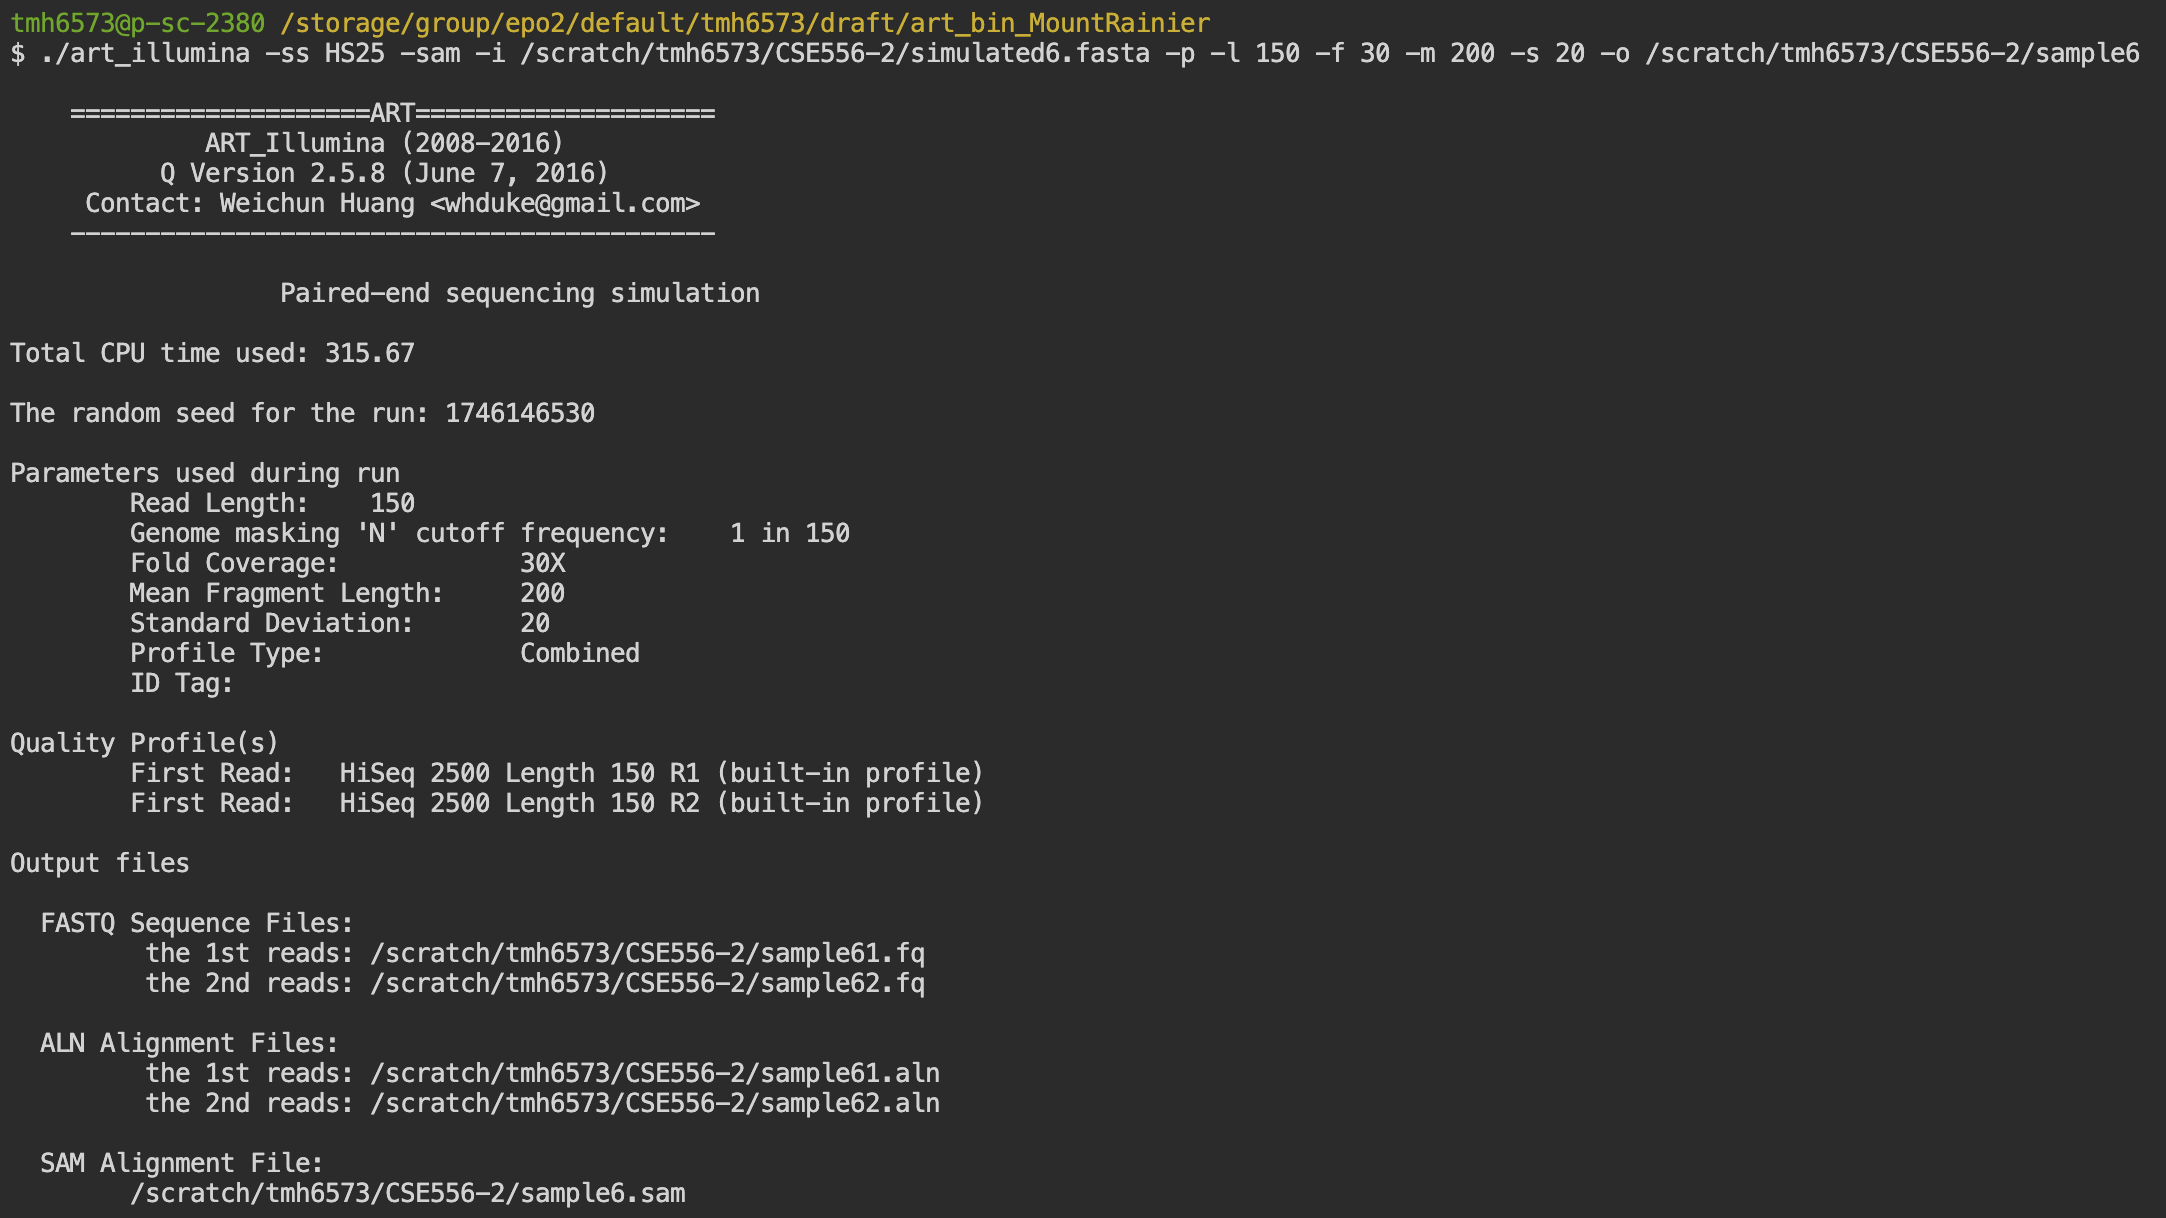 tmh6573@p-sc-2380 /storage/group/epo2/default/tmh6573/draft/art_bin_MountRainier
$ ./art_illumina -ss HS25 -sam -i /scratch/tmh6573/CSE556-2/simulated6.fasta -p -l 150 -f 30 -m 200 -s 20 -o /scratch/tmh6573/CSE556-2/sample6
====================ART====================
ART_Illumina (2008-2016)
Q Version 2.5.8 (June 7, 2016)
Contact: Weichun Huang <whduke@gmail.com>
-------------------------------------------
Paired-end sequencing simulation
Total CPU time used: 315.67
The random seed for the run: 1746146530
Parameters used during run
Read Length: 150
Genome masking 'N' cutoff frequency: 1 in 150
Fold Coverage: 30X
Mean Fragment Length: 200
Standard Deviation: 20
Profile Type: Combined
ID Tag:
Quality Profile(s)
First Read: HiSeq 2500 Length 150 R1 (built-in profile)
First Read: HiSeq 2500 Length 150 R2 (built-in profile)
Output files
FASTQ Sequence Files:
the 1st reads: /scratch/tmh6573/CSE556-2/sample61.fq
the 2nd reads: /scratch/tmh6573/CSE556-2/sample62.fq
ALN Alignment Files:
the 1st reads: /scratch/tmh6573/CSE556-2/sample61.aln
the 2nd reads: /scratch/tmh6573/CSE556-2/sample62.aln
SAM Alignment File:
/scratch/tmh6573/CSE556-2/sample6.sam